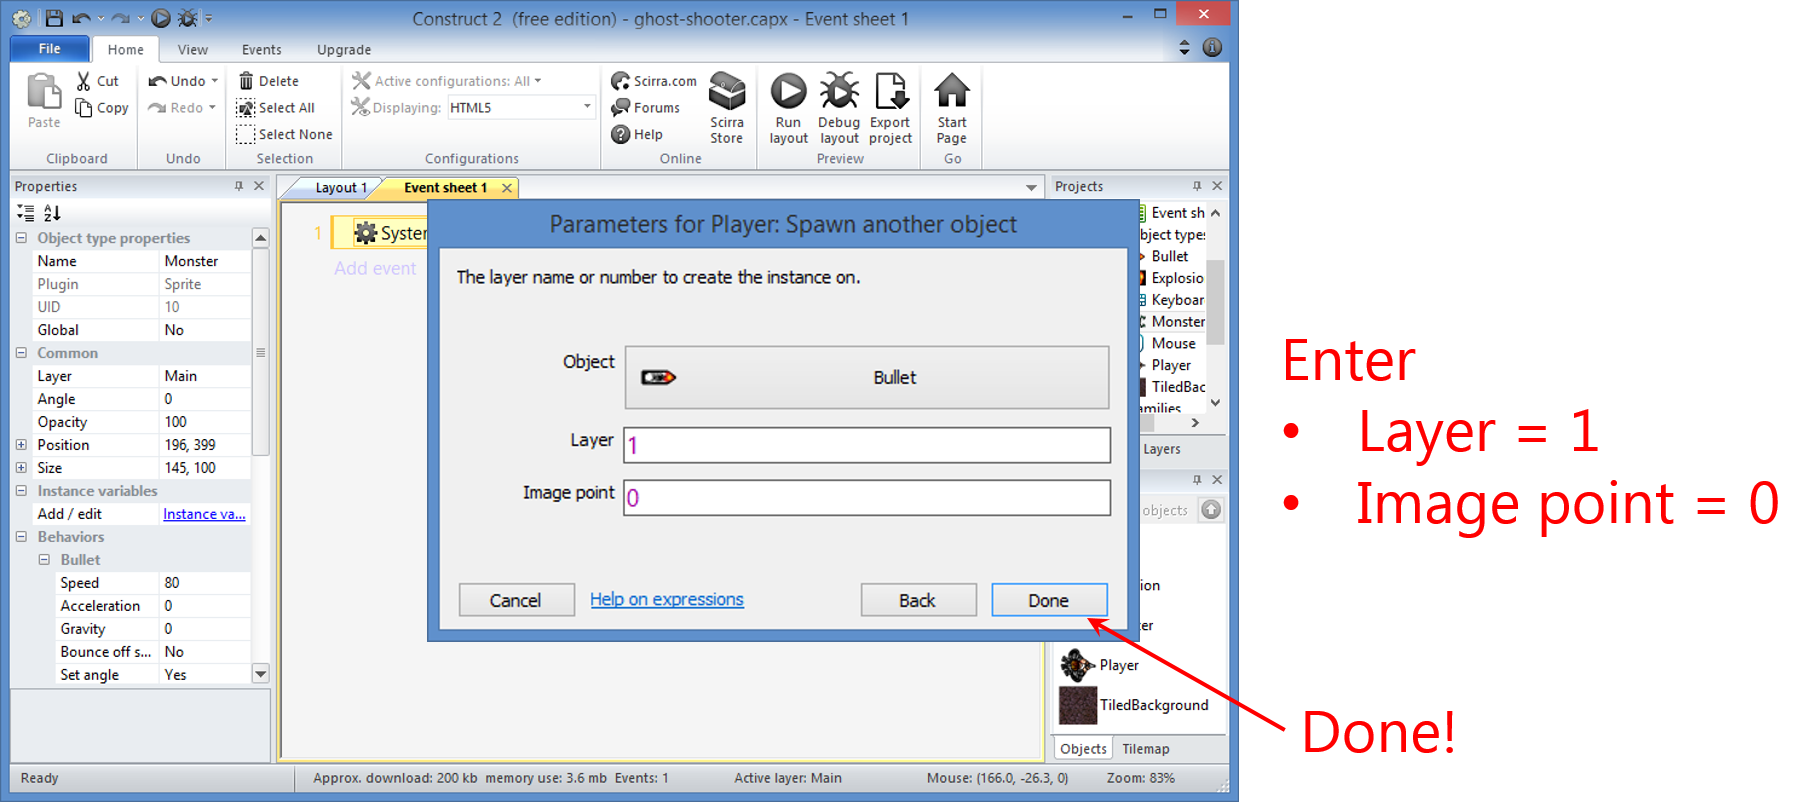 Construct 2  (free edition) - ghost-shooter.capx - Event sheet 1
File Home View Events Upgrade
Paste
Cut
Copy
Clipboard
Undo
Redo
Undo
Delete
Select All
Select None
Selection
Active configurations: All
Displaying: HTML5
Configurations
Scirra.com
Forums
Help
Scirra
Store
Online
Run
layout
Debug
layout
Export
project
Preview
Start
Page
Go
Properties
Object type properties
Name Monster
Plugin Sprite
UID 10
Global No
Common
Layer Main
Angle 0
Opacity 100
Position 196, 399
Size 145, 100
Instance variables
Add / edit Instance va...
Behaviors
Bullet
Speed 80
Acceleration 0
Gravity 0
Bounce off s... No
Set angle Yes
Layout 1 Event sheet 1
1 Syster
Add event
Parameters for Player: Spawn another object
The layer name or number to create the instance on.
Object Bullet
Layer 1
Image point 0
Cancel Help on expressions Back Done
Projects
Event sh
bject types
Bullet
Explosio
Keyboar
Monster
Mouse
Player
TiledBac
amilies
Layers
objects
ion
ter
Player
TiledBackground
Objects Tilemap
Ready Approx. download: 200 kb  memory use: 3.6 mb  Events: 1 Active layer: Main Mouse: (166.0, -26.3, 0) Zoom: 83%
Enter
• Layer = 1
• Image point = 0
Done!